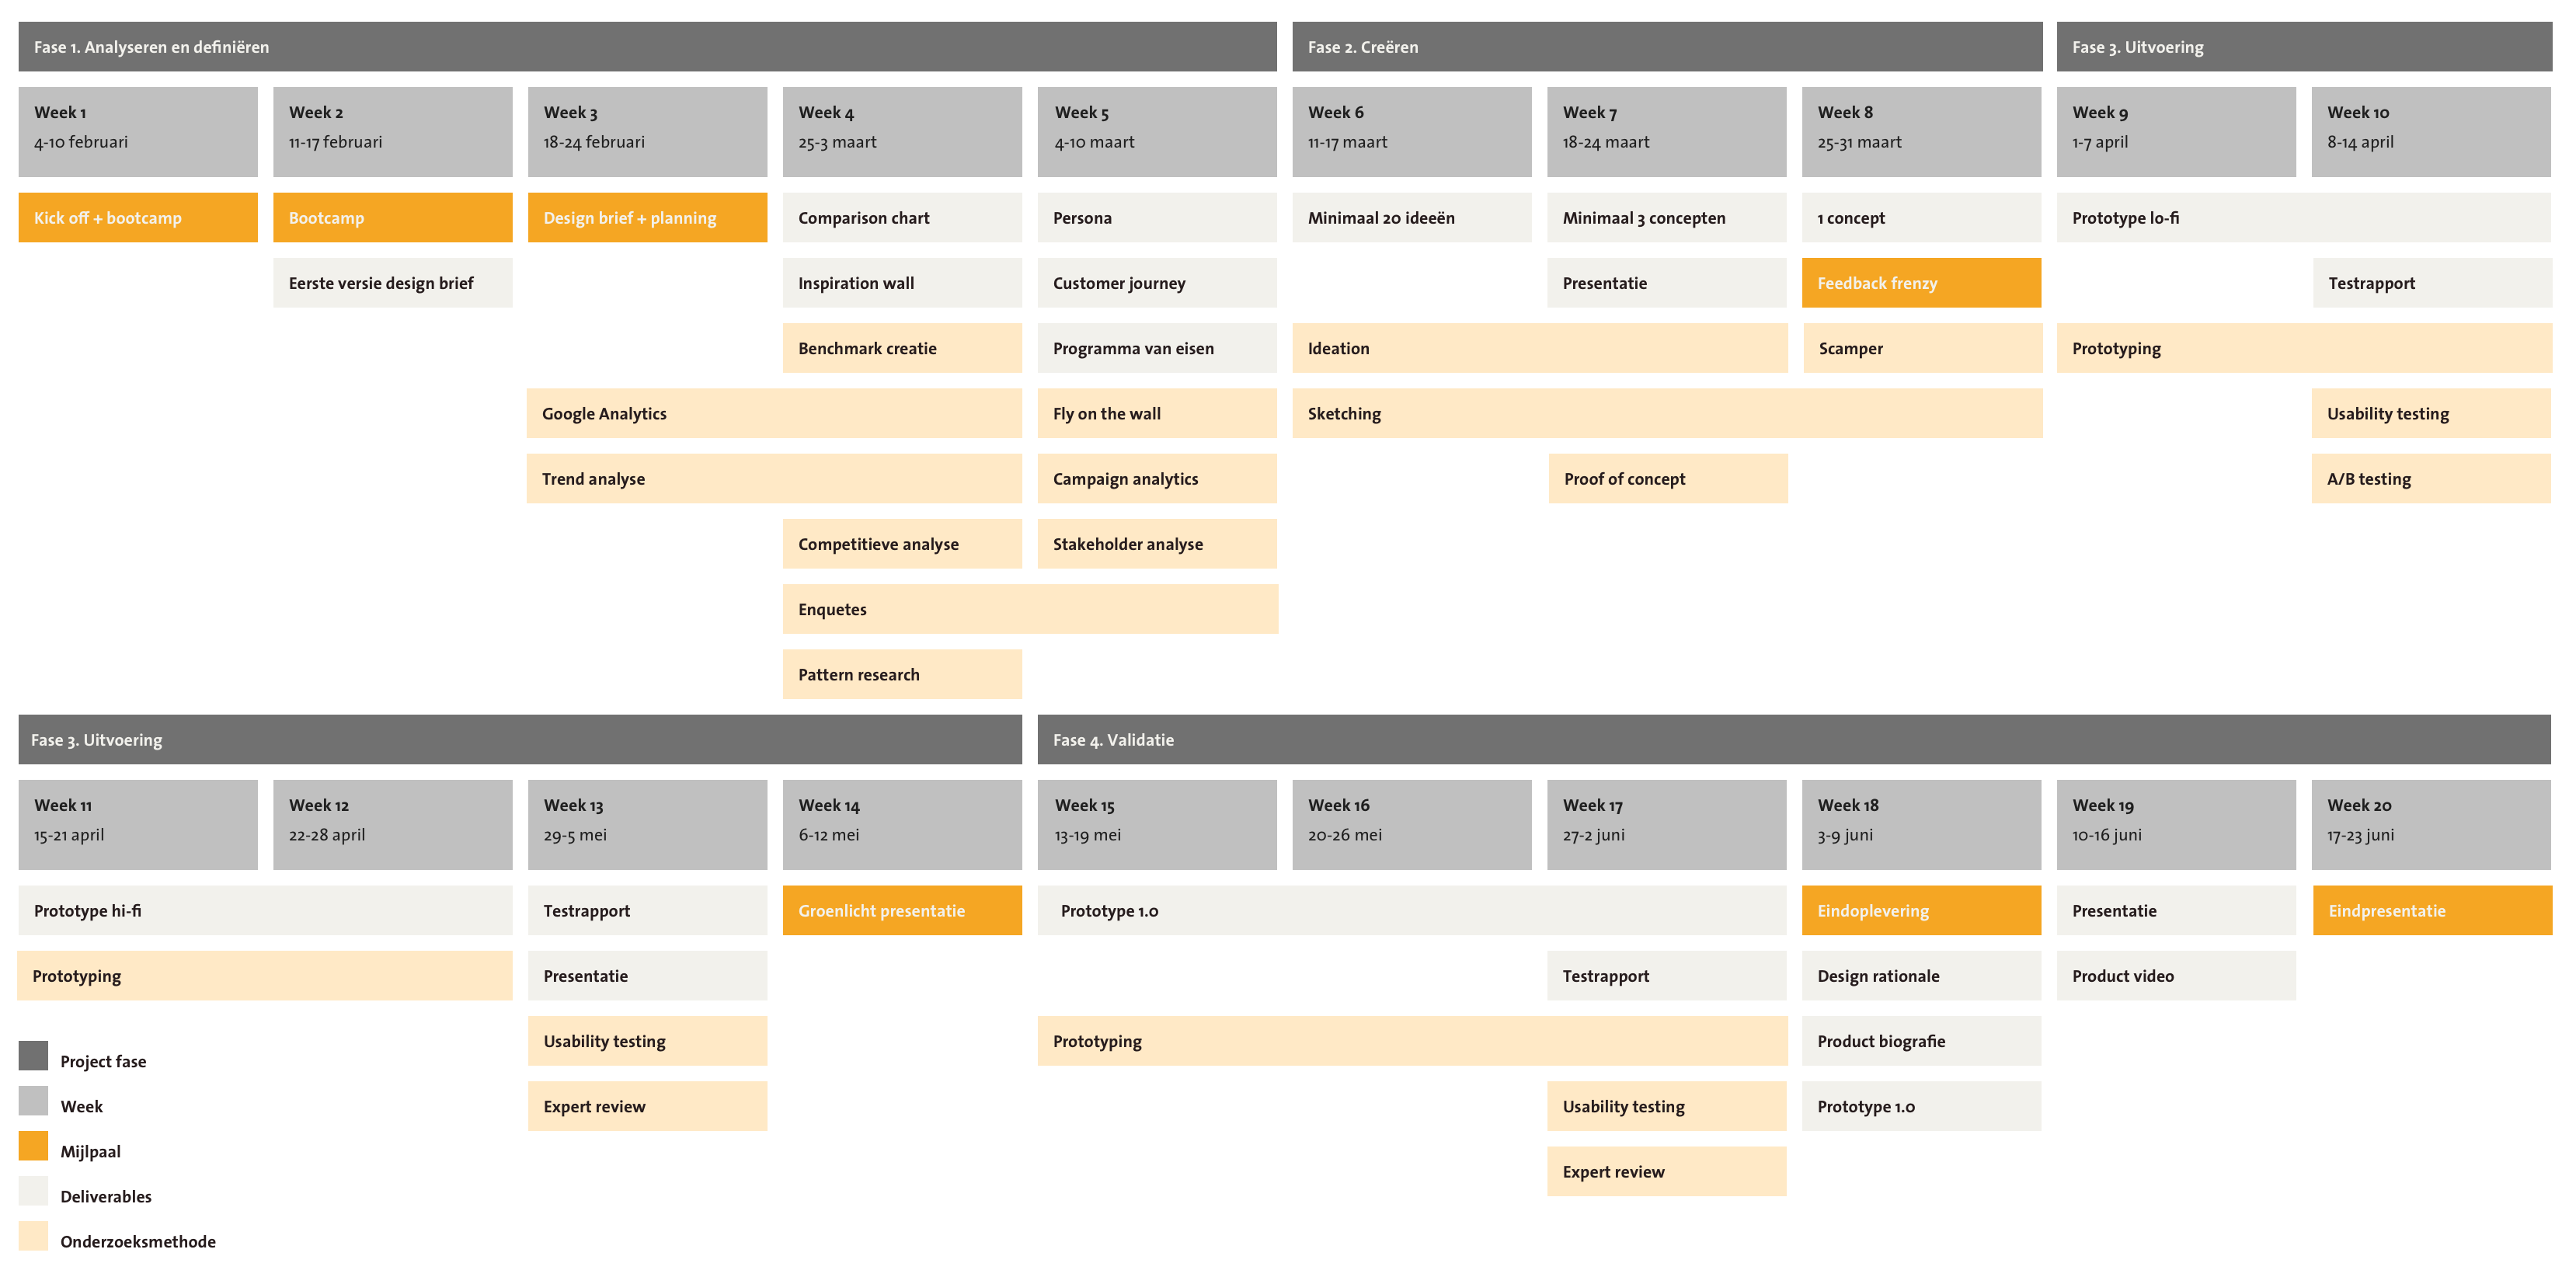 Fase 1. Analyseren en definiëren
Fase 2. Creëren
Fase 3. Uitvoering
Week 1
4-10 februari
Week 2
11-17 februari
Week 3
18-24 februari
Week 4
25-3 maart
Week 5
4-10 maart
Week 6
11-17 maart
Week 7
18-24 maart
Week 8
25-31 maart
Week 9
1-7 april
Week 10
8-14 april
Kick off + bootcamp
Bootcamp
Design brief + planning
Comparison chart
Persona
Minimaal 20 ideeën
Minimaal 3 concepten
1 concept
Prototype lo-fi
Eerste versie design brief
Inspiration wall
Customer journey
Presentatie
Feedback frenzy
Testrapport
Benchmark creatie
Programma van eisen
Ideation
Scamper
Prototyping
Google Analytics
Fly on the wall
Sketching
Usability testing
Trend analyse
Campaign analytics
Proof of concept
A/B testing
Competitieve analyse
Stakeholder analyse
Enquetes
Pattern research
Fase 3. Uitvoering
Fase 4. Validatie
Week 11
15-21 april
Week 12
22-28 april
Week 13
29-5 mei
Week 14
6-12 mei
Week 15
13-19 mei
Week 16
20-26 mei
Week 17
27-2 juni
Week 18
3-9 juni
Week 19
10-16 juni
Week 20
17-23 juni
Prototype hi-fi
Testrapport
Groenlicht presentatie
Prototype 1.0
Eindoplevering
Presentatie
Eindpresentatie
Prototyping
Presentatie
Testrapport
Design rationale
Product video
Usability testing
Prototyping
Product biografie
Expert review
Usability testing
Prototype 1.0
Expert review
Project fase
Week
Mijlpaal
Deliverables
Onderzoeksmethode